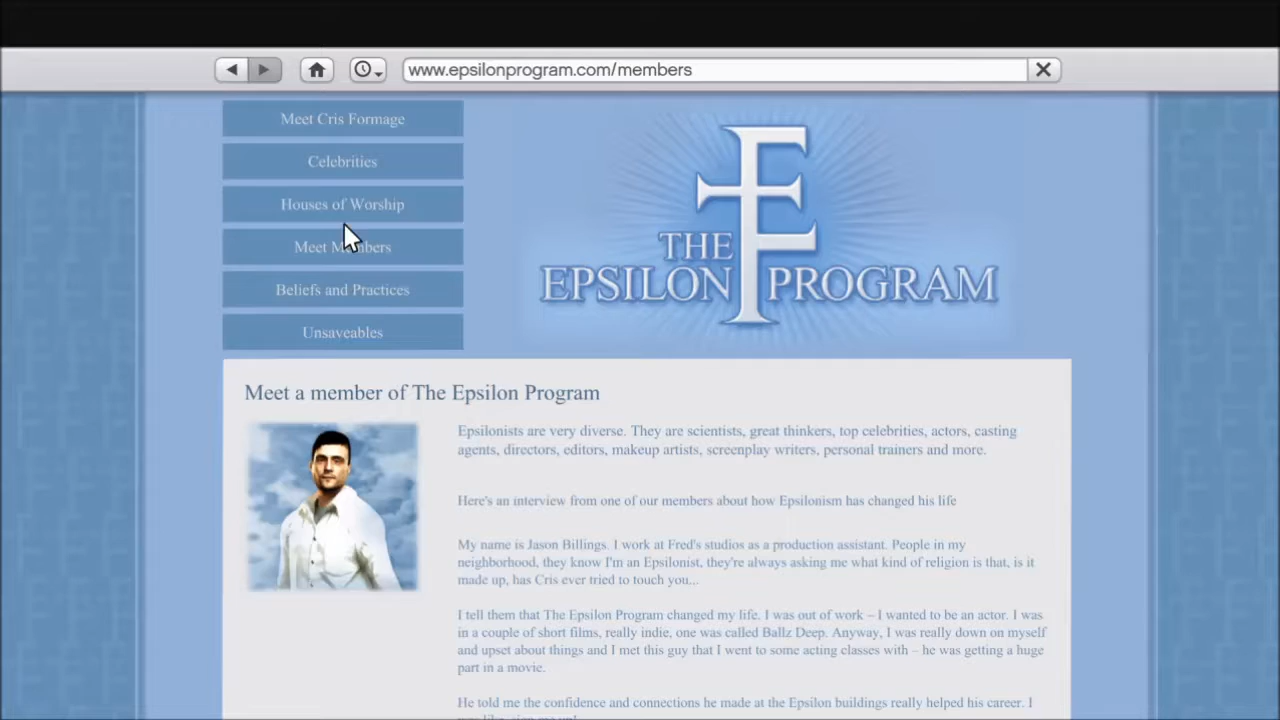 www.epsilonprogram.com/members
Meet Cris Formage
Celebrities
Houses of Worship
Meet Members
Beliefs and Practices
Unsaveables
THE
EPSILON PROGRAM
Meet a member of The Epsilon Program
Epsilonists are very diverse. They are scientists, great thinkers, top celebrities, actors, casting
agents, directors, editors, makeup artists, screenplay writers, personal trainers and more.
Here's an interview from one of our members about how Epsilonism has changed his life
My name is Jason Billings. I work at Fred's studios as a production assistant. People in my
neighborhood, they know I'm an Epsilonist, they're always asking me what kind of religion is that, is it
made up, has Cris ever tried to touch you...
I tell them that The Epsilon Program changed my life. I was out of work – I wanted to be an actor. I was
in a couple of short films, really indie, one was called Ballz Deep. Anyway, I was really down on myself
and upset about things and I met this guy that I went to some acting classes with – he was getting a huge
part in a movie.
He told me the confidence and connections he made at the Epsilon buildings really helped his career. I